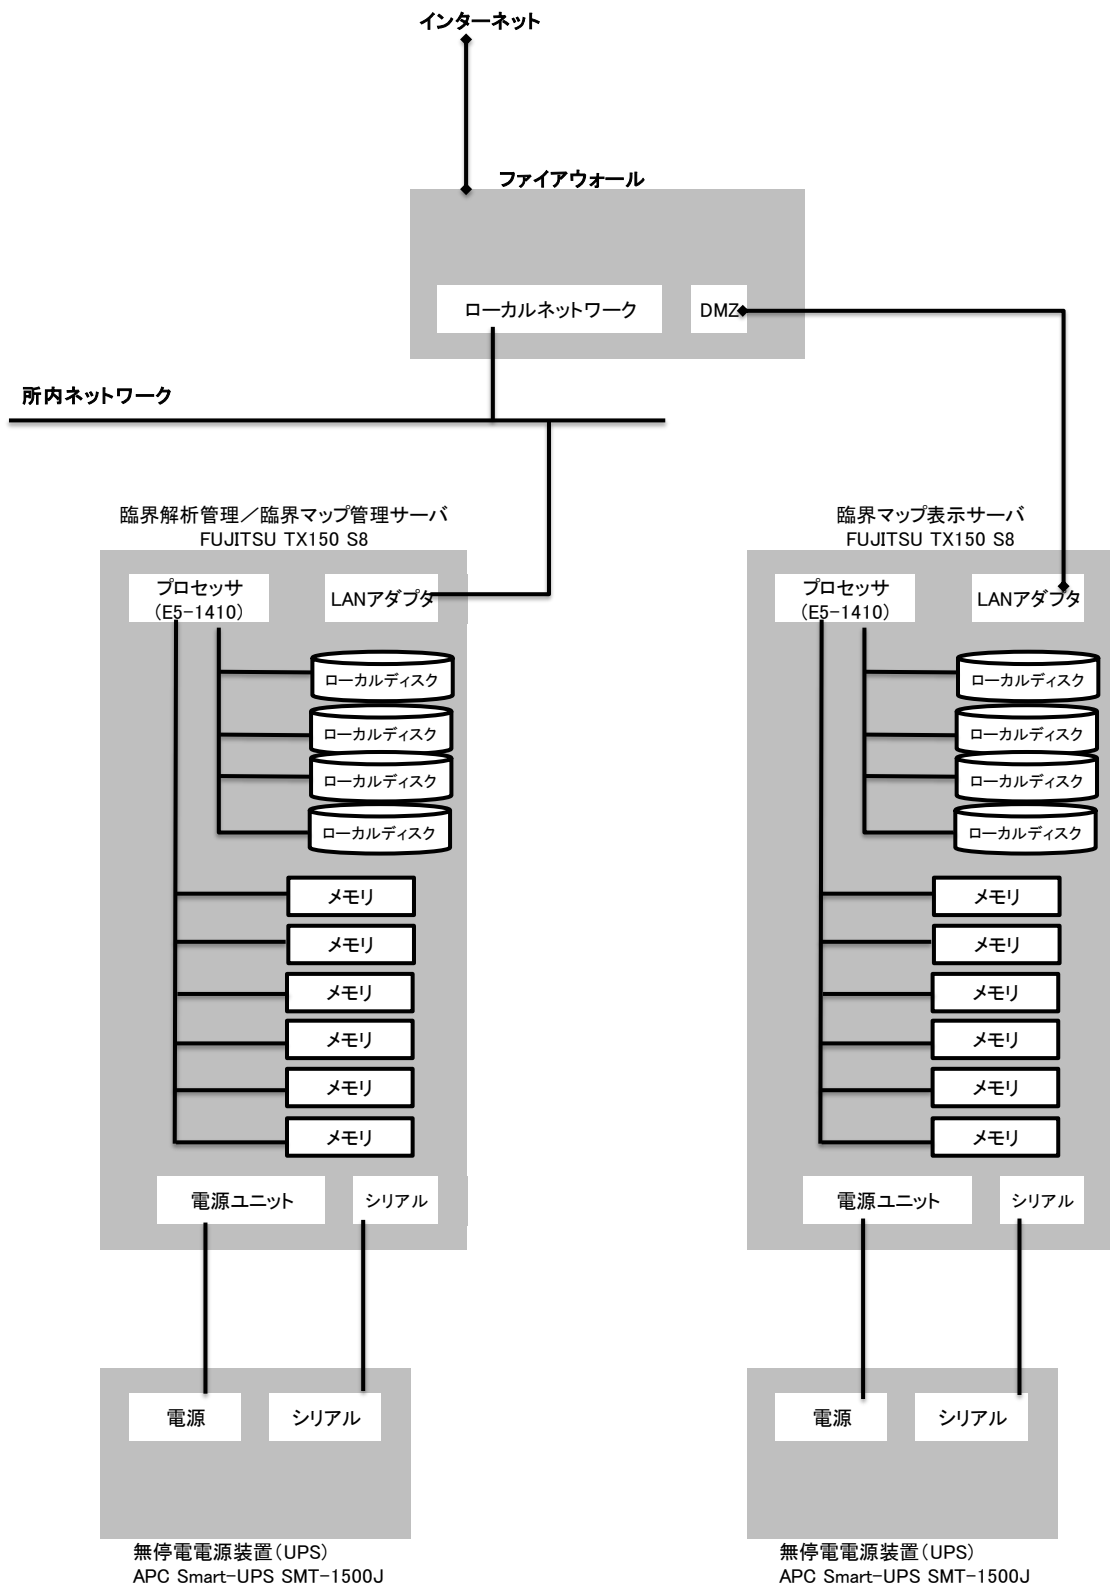 インターネット
ファイアウォール
ローカルネットワーク
DMZ
所内ネットワーク
臨界解析管理／臨界マップ管理サーバ
FUJITSU TX150 S8
プロセッサ
(E5-1410)
LANアダプタ
ローカルディスク
ローカルディスク
ローカルディスク
ローカルディスク
メモリ
メモリ
メモリ
メモリ
メモリ
メモリ
電源ユニット
シリアル
電源
シリアル
無停電電源装置(UPS)
APC Smart-UPS SMT-1500J
臨界マップ表示サーバ
FUJITSU TX150 S8
プロセッサ
(E5-1410)
LANアダプタ
ローカルディスク
ローカルディスク
ローカルディスク
ローカルディスク
メモリ
メモリ
メモリ
メモリ
メモリ
メモリ
電源ユニット
シリアル
電源
シリアル
無停電電源装置(UPS)
APC Smart-UPS SMT-1500J